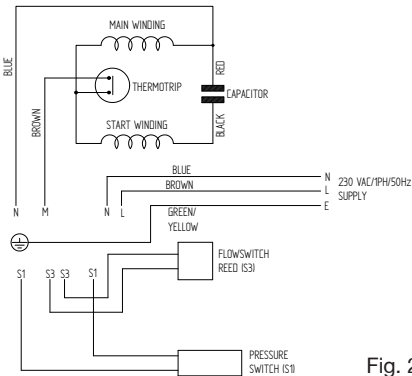 MAIN WINDING
BLUE
RED
THERMOTRIP
CAPACITOR
BROWN
START WINDING
BLACK
BLUE
N
BROWN
L
230 VAC/1PH/50Hz
SUPPLY
N M N L
GREEN/
YELLOW
E
FLOWSWITCH
REED (S3)
S1 S3 S3 S1
PRESSURE
SWITCH (S1)
Fig. 2